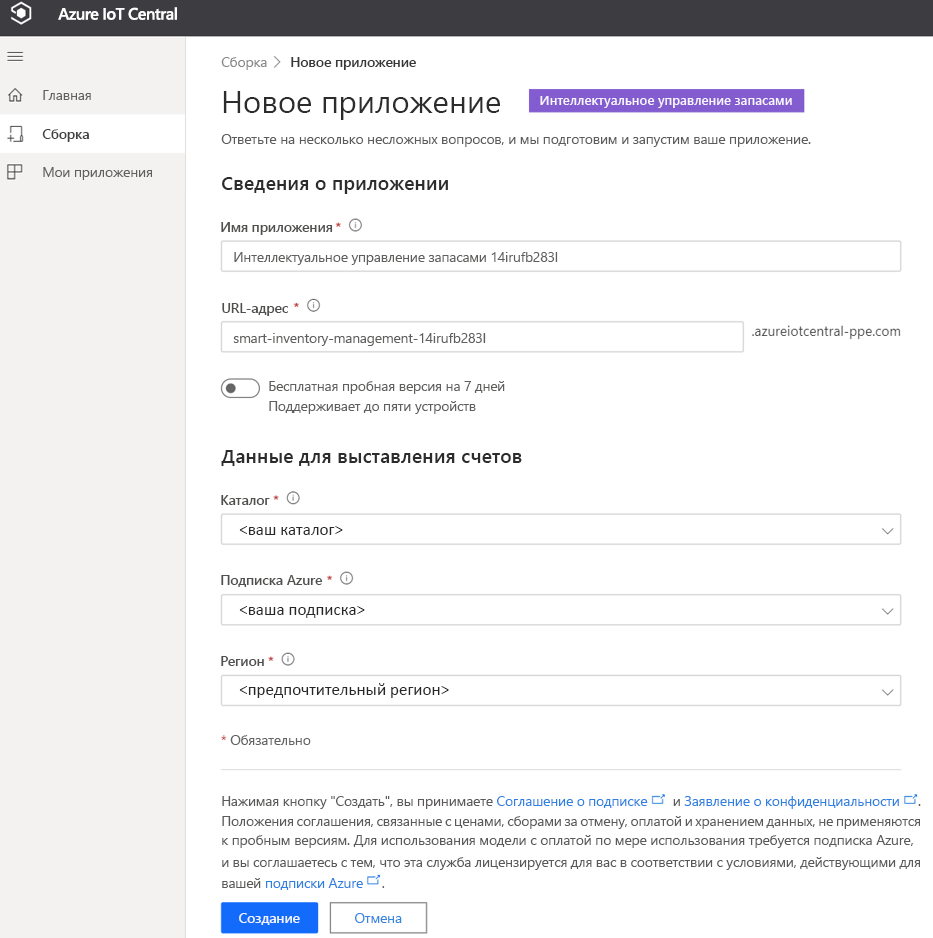 Azure IoT Central
Сборка > Новое приложение
Главная
Сборка
Мои приложения
Новое приложение
Интеллектуальное управление запасами
Ответьте на несколько несложных вопросов, и мы подготовим и запустим ваше приложение.
Сведения о приложении
Имя приложения *
Интеллектуальное управление запасами 14irufb283l
URL-адрес *
smart-inventory-management-14irufb283l
.azureiotcentral-ppe.com
Бесплатная пробная версия на 7 дней
Поддерживает до пяти устройств
Данные для выставления счетов
Каталог *
<ваш каталог>
Подписка Azure *
<ваша подписка>
Регион *
<предпочтительный регион>
* Обязательно
Нажимая кнопку "Создать", вы принимаете Соглашение о подписке и Заявление о конфиденциальности.
Положения соглашения, связанные с ценами, сборами за отмену, оплатой и хранением данных, не применяются
к пробным версиям. Для использования модели с оплатой по мере использования требуется подписка Azure,
и вы соглашаетесь с тем, что эта служба лицензируется для вас в соответствии с условиями, действующими для
вашей подписки Azure.
Создание
Отмена